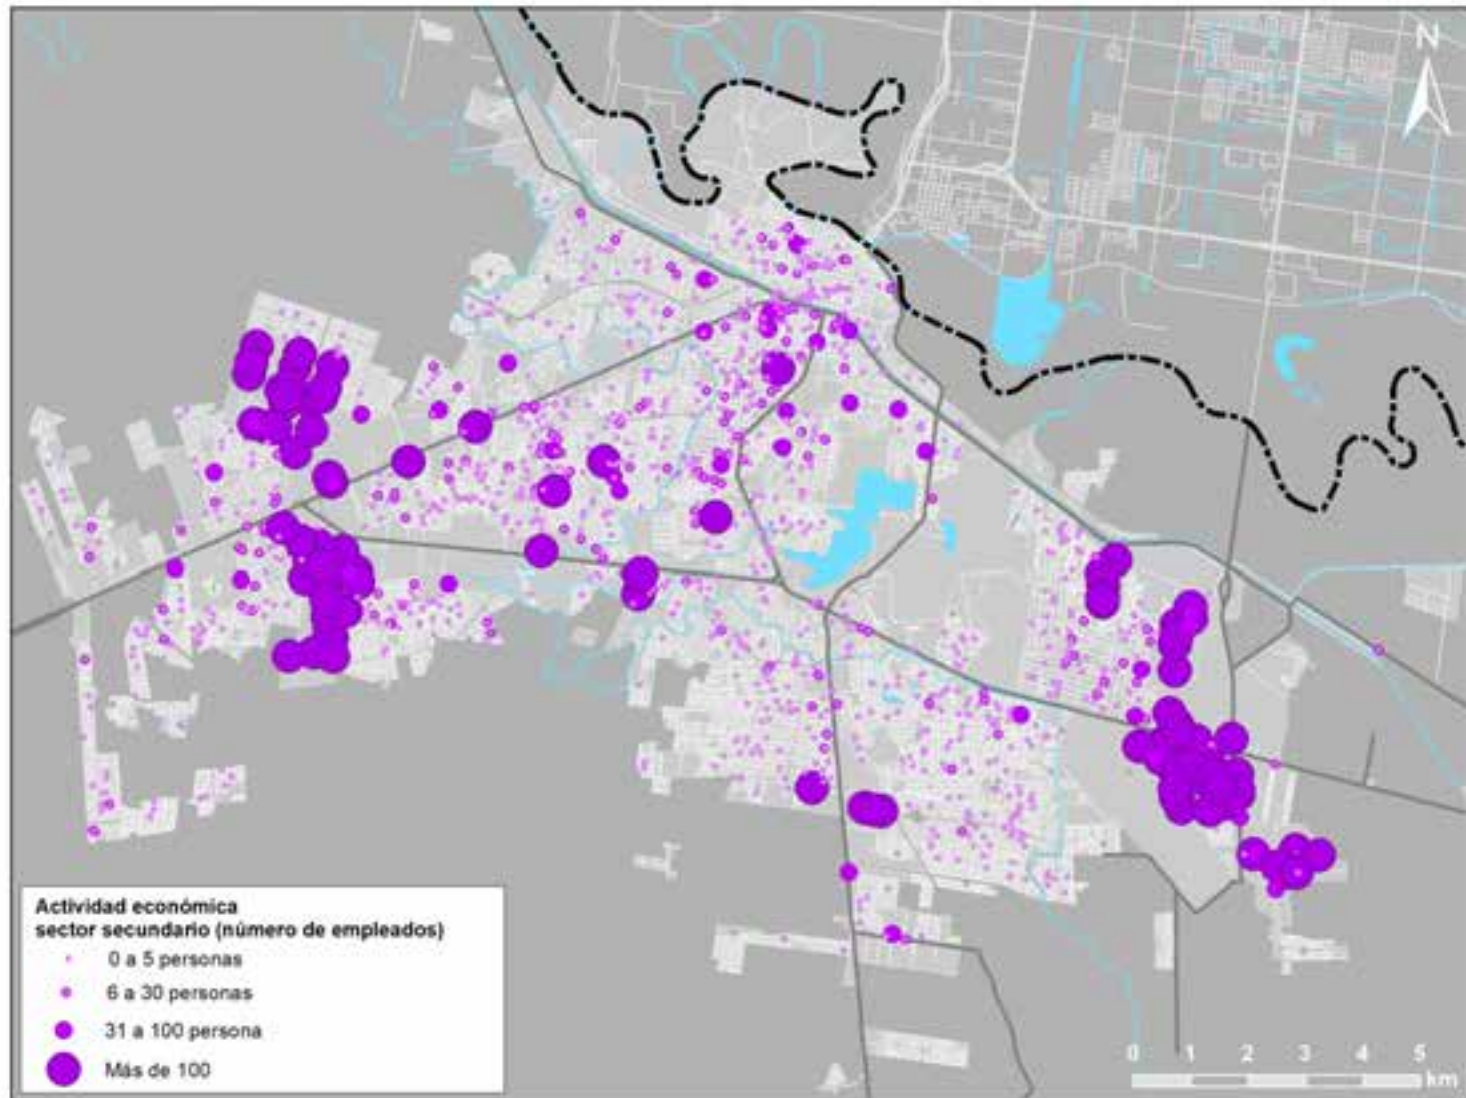 N
Actividad económica
sector secundario (número de empleados)
0 a 5 personas
6 a 30 personas
31 a 100 persona
Más de 100
0 1 2 3 4 5
km